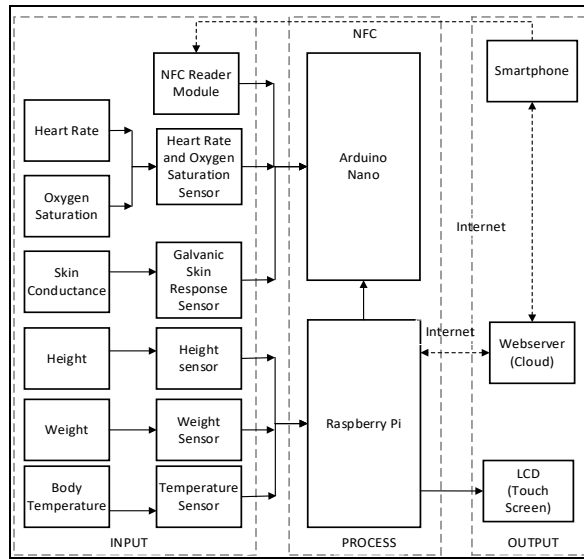 NFC
NFC Reader
Module
Smartphone
Heart Rate
Heart Rate
and Oxygen
Saturation
Sensor
Arduino
Nano
Oxygen
Saturation
Internet
Skin
Conductance
Galvanic
Skin
Response
Sensor
Internet
Height
Height
sensor
Webserver
(Cloud)
Raspberry Pi
Weight
Weight
Sensor
Body
Temperature
Temperature
Sensor
LCD
(Touch
Screen)
INPUT
PROCESS
OUTPUT